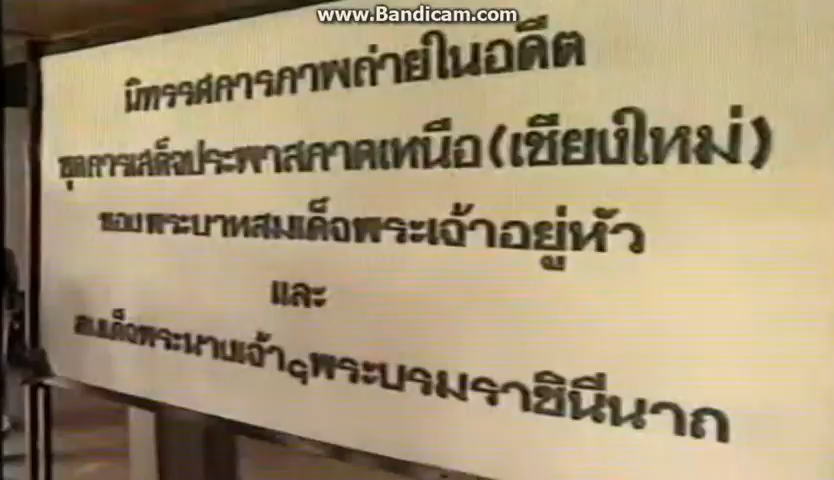 www.Bandicam.com
นิทรรศการภาพถ่ายในอดีต
ชุดการเสด็จประพาสภาคเหนือ (เชียงใหม่)
ของพระบาทสมเด็จพระเจ้าอยู่หัว
และ
สมเด็จพระนางเจ้าฯพระบรมราชินีนาถ